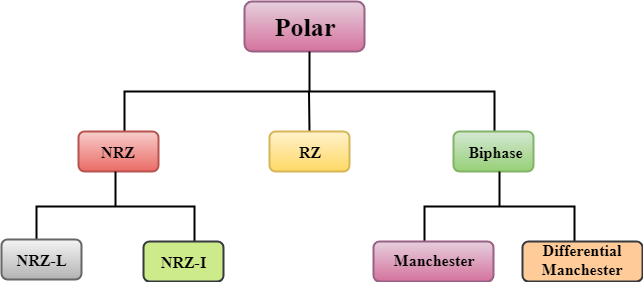 Polar
NRZ
RZ
Biphase
NRZ-L
NRZ-I
Manchester
Differential
Manchester